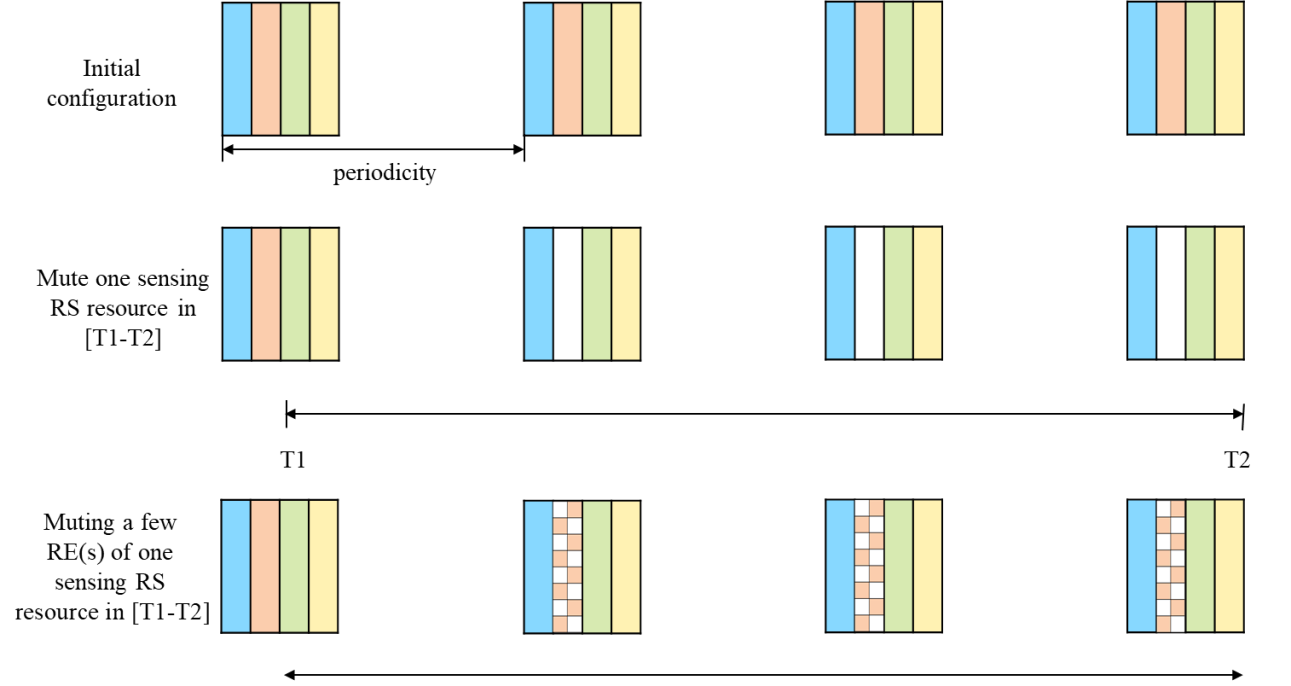 Initial
configuration
periodicity
Mute one sensing
RS resource in
[T1-T2]
T1
T2
Muting a few
RE(s) of one
sensing RS
resource in [T1-T2]